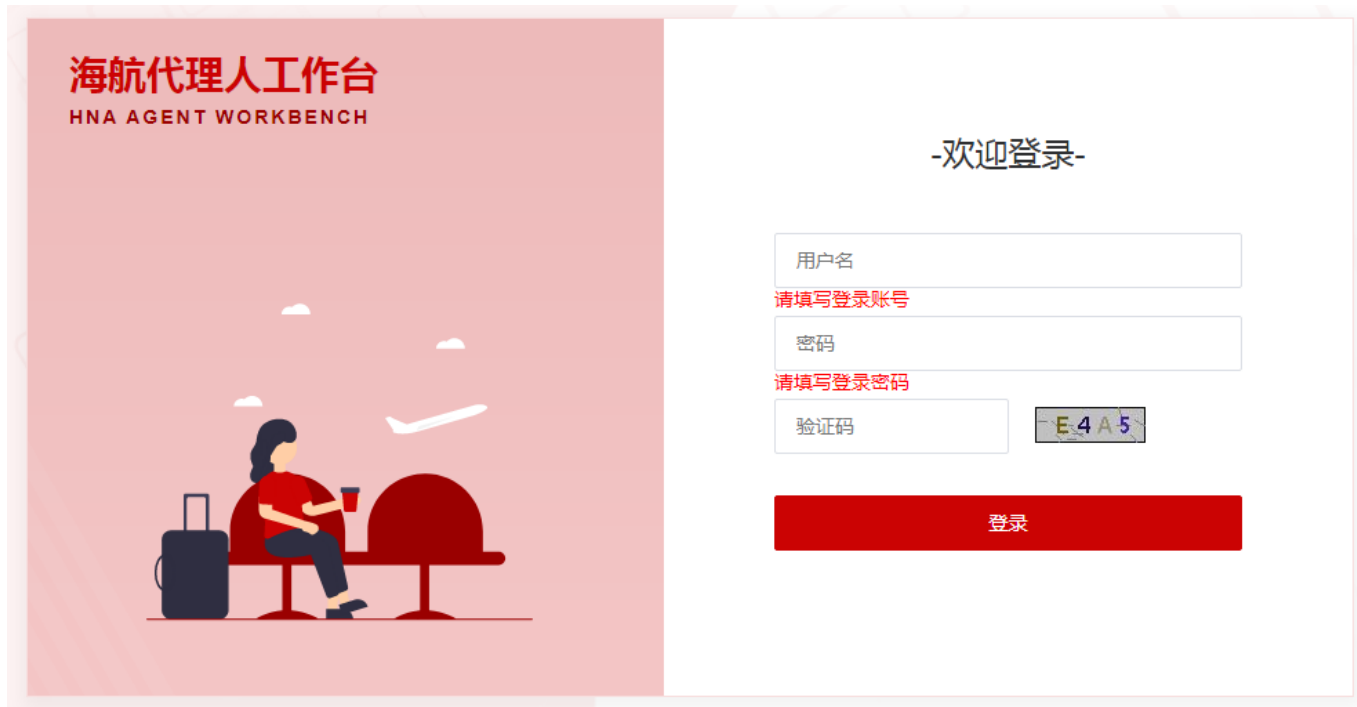 海航代理人工作台
HNA AGENT WORKBENCH
-欢迎登录-
用户名
请填写登录账号
密码
请填写登录密码
验证码
E4A5
登录